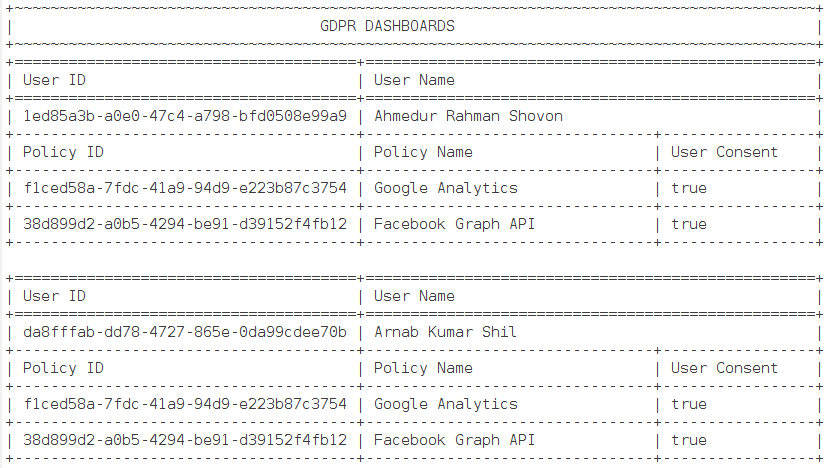 GDPR DASHBOARDS
User ID | User Name
1ed85a3b-a0e0-47c4-a798-bfd0508e99a9 | Ahmedur Rahman Shovon
Policy ID | Policy Name | User Consent
f1ced58a-7fdc-41a9-94d9-e223b87c3754 | Google Analytics | true
38d899d2-a0b5-4294-be91-d39152f4fb12 | Facebook Graph API | true
User ID | User Name
da8fffab-dd78-4727-865e-0da99cdee70b | Arnab Kumar Shil
Policy ID | Policy Name | User Consent
f1ced58a-7fdc-41a9-94d9-e223b87c3754 | Google Analytics | true
38d899d2-a0b5-4294-be91-d39152f4fb12 | Facebook Graph API | true